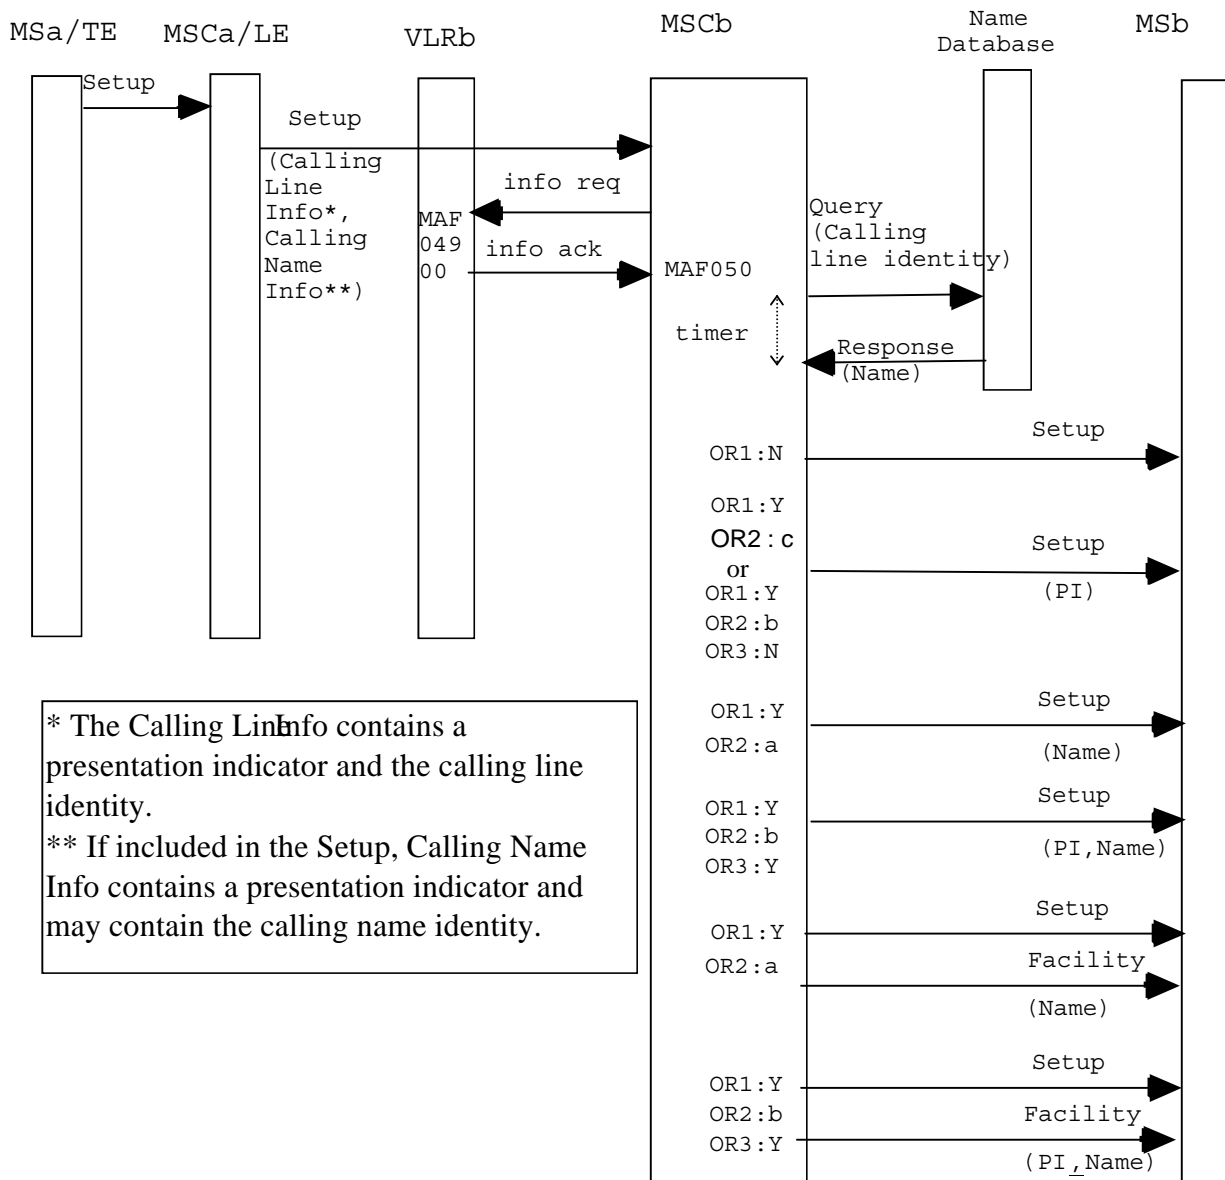 MSa/TE
MSCa/LE
VLRb
MSCb
Name
Database
MSb
Setup
Setup
(Calling
Line
Info*,
Calling
Name
Info**)
info req
MAF
049
00
info ack
MAF050
timer
Query
(Calling
line identity)
Response
(Name)
OR1:N
Setup
OR1:Y
OR2 : c
or
OR1:Y
OR2:b
OR3:N
Setup
(PI)
OR1:Y
OR2:a
Setup
(Name)
OR1:Y
OR2:b
OR3:Y
Setup
(PI,Name)
OR1:Y
OR2:a
Setup
Facility
(Name)
OR1:Y
OR2:b
OR3:Y
Setup
Facility
(PI,Name)
* The Calling Line Info contains a
presentation indicator and the calling line
identity.
** If included in the Setup, Calling Name
Info contains a presentation indicator and
may contain the calling name identity.